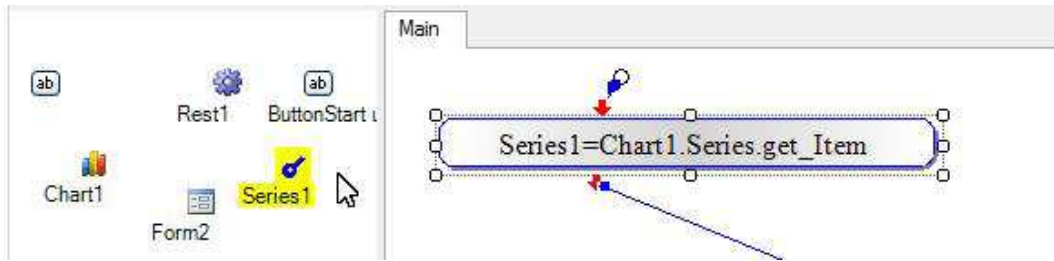 Main
ab
ab
Rest1
ButtonStart u
Series1=Chart1.Series.get_Item
Chart1
Series1
Form2